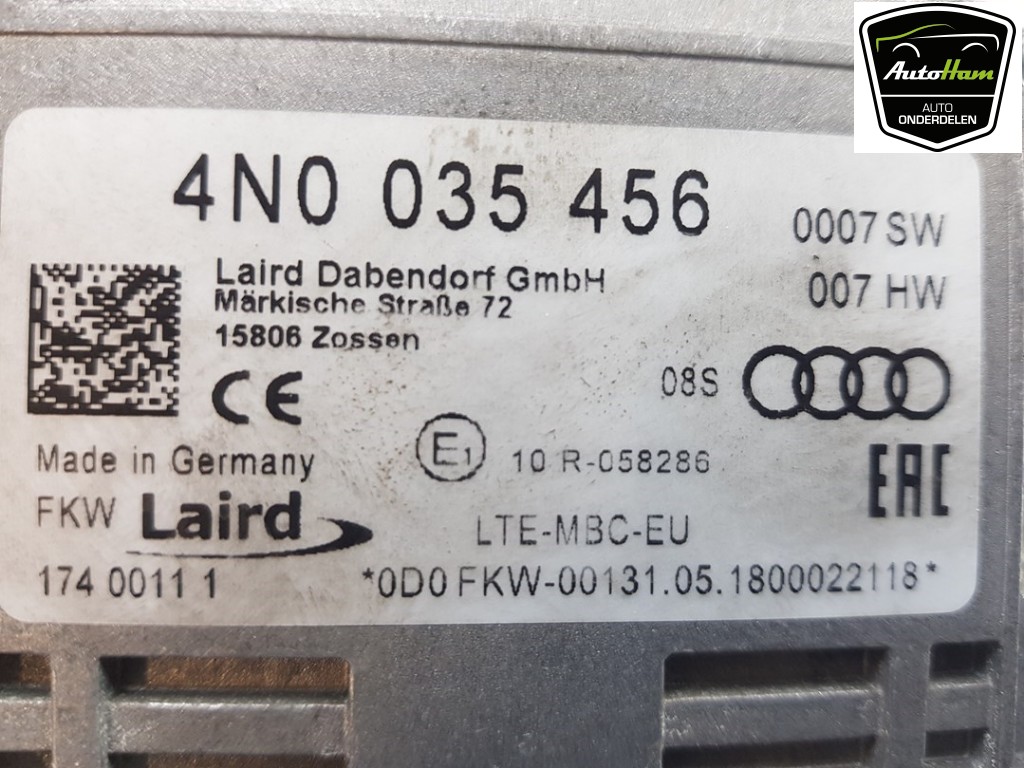 AutoHam
AUTO
ONDERDELEN
4N0 035 456
0007 SW
Laird Dabendorf GmbH
007 HW
Märkische Straße 72
15806 Zossen
CE
08S
E1
10 R-058286
EAC
Made in Germany
FKW Laird
LTE-MBC-EU
174 0011 1
*0D0 FKW-00131.05.1800022118*